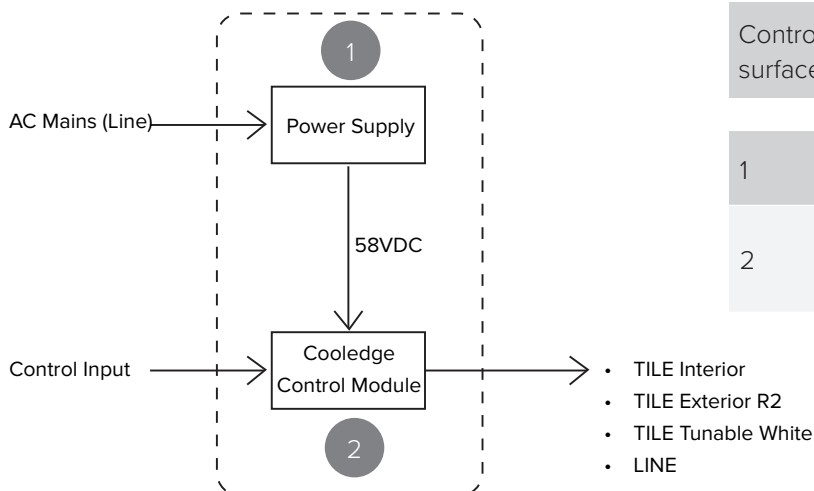 1
AC Mains (Line)
Power Supply
58VDC
Control Input
Cooledge
Control Module
2
• TILE Interior
• TILE Exterior R2
• TILE Tunable White
• LINE
surface
1
2